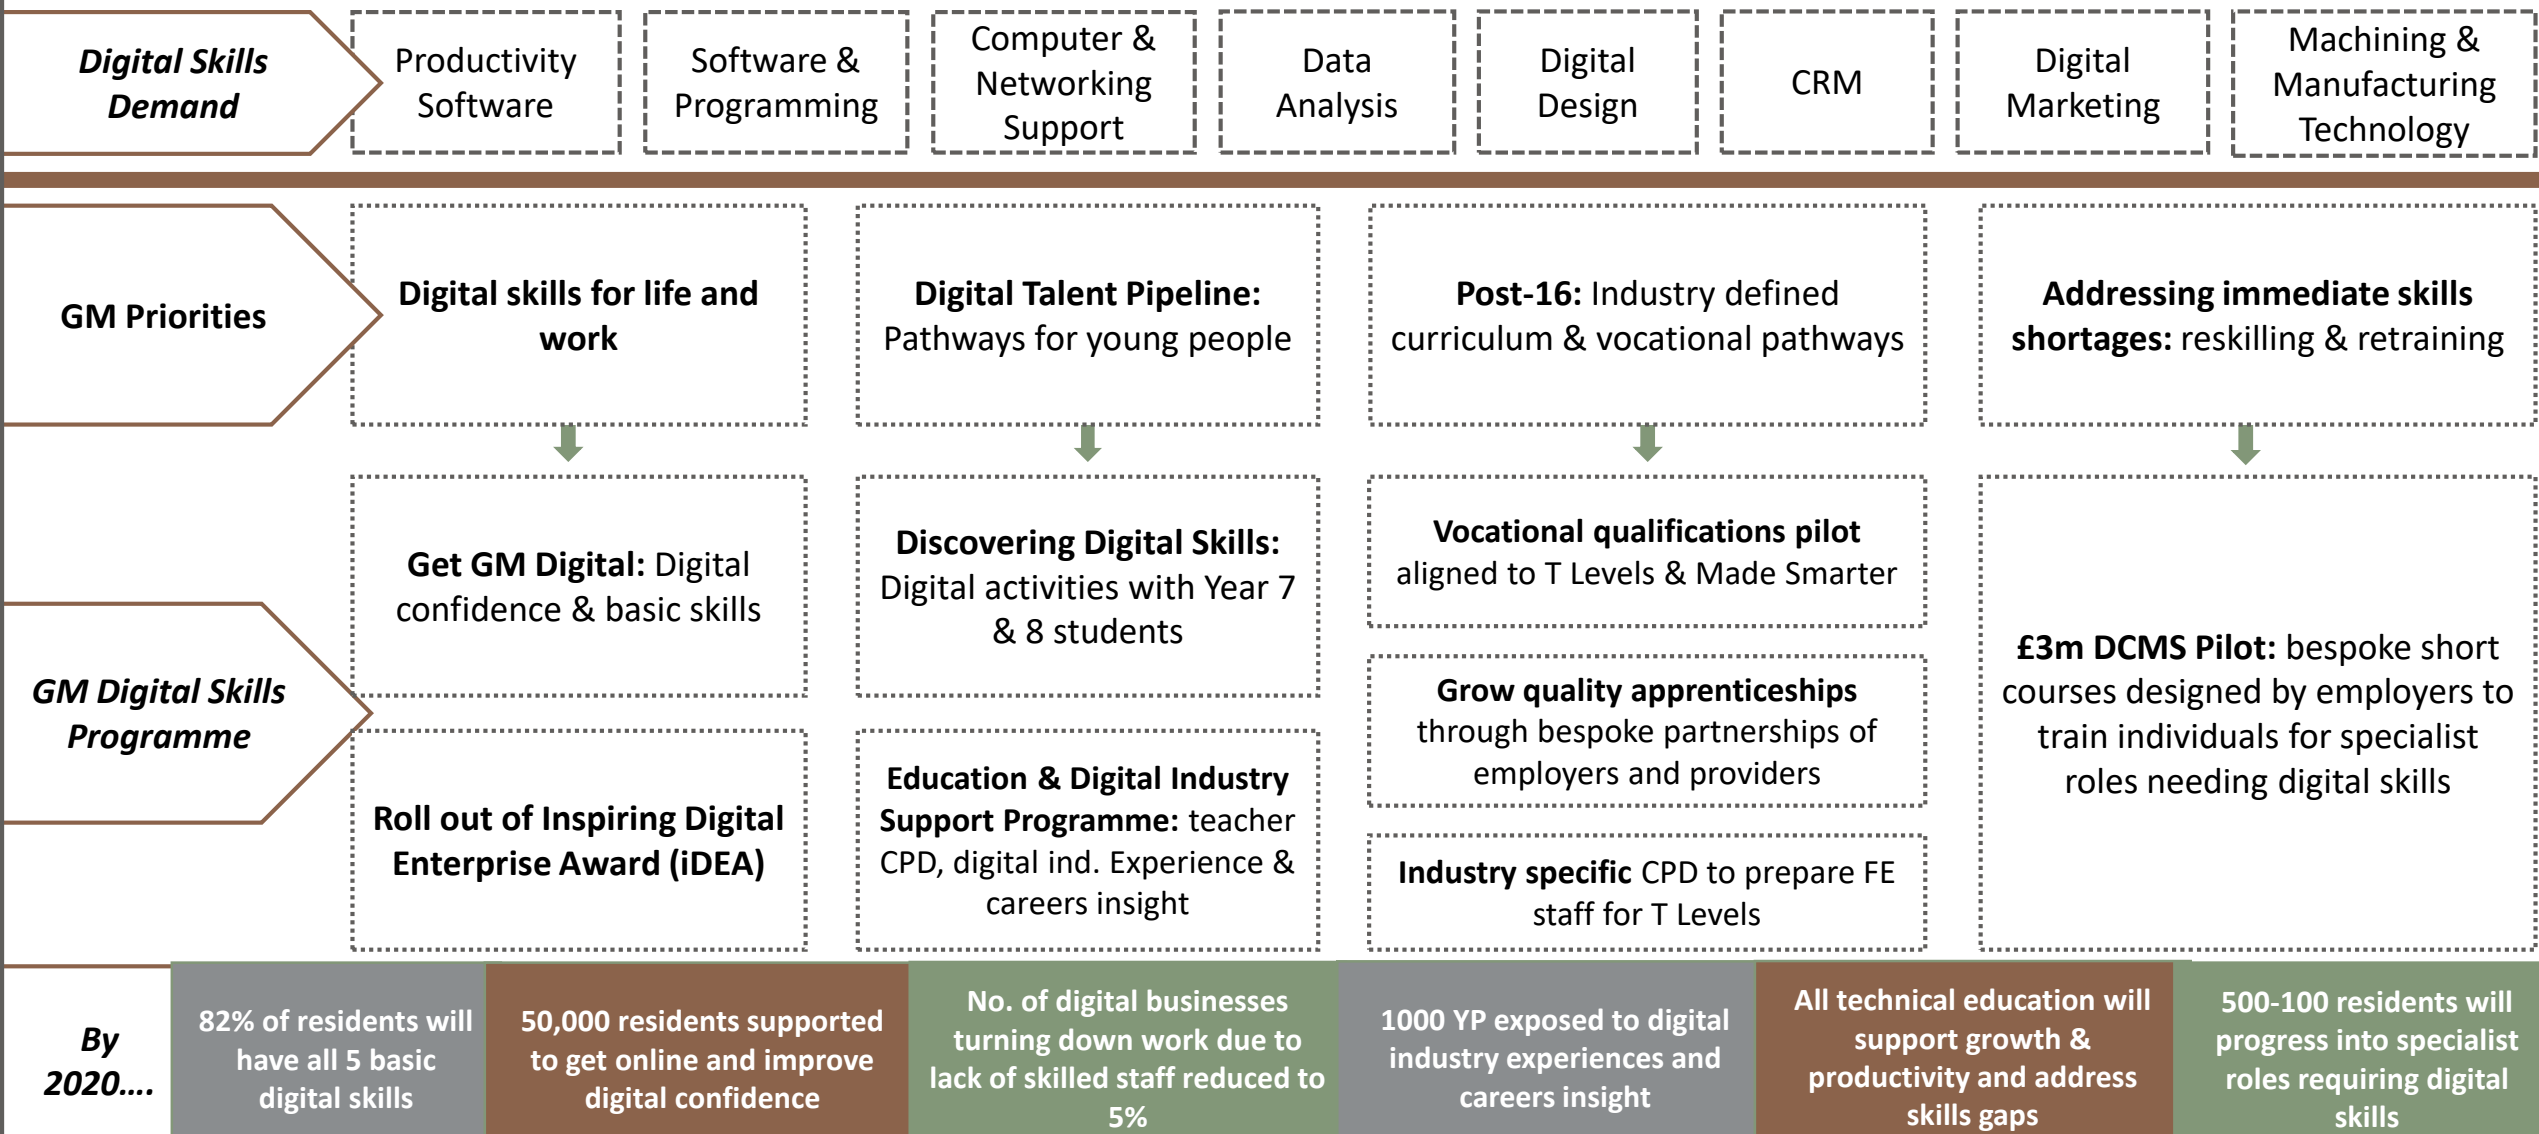 Digital Skills
Demand
Productivity
Software
Software &
Programming
Computer &
Networking
Support
Data
Analysis
Digital
Design
CRM
Digital
Marketing
Machining &
Manufacturing
Technology
GM Priorities
Digital skills for life and
work
Digital Talent Pipeline:
Pathways for young people
Post-16: Industry defined
curriculum & vocational pathways
Addressing immediate skills
shortages: reskilling & retraining
GM Digital Skills
Programme
Get GM Digital: Digital
confidence & basic skills
Roll out of Inspiring Digital
Enterprise Award (iDEA)
Discovering Digital Skills:
Digital activities with Year 7
& 8 students
Education & Digital Industry
Support Programme: teacher
CPD, digital ind. Experience &
careers insight
Vocational qualifications pilot
aligned to T Levels & Made Smarter
Grow quality apprenticeships
through bespoke partnerships of
employers and providers
Industry specific CPD to prepare FE
staff for T Levels
£3m DCMS Pilot: bespoke short
courses designed by employers to
train individuals for specialist
roles needing digital skills
By
2020....
82% of residents will
have all 5 basic
digital skills
50,000 residents supported
to get online and improve
digital confidence
No. of digital businesses
turning down work due to
lack of skilled staff reduced to
5%
1000 YP exposed to digital
industry experiences and
careers insight
All technical education will
support growth &
productivity and address
skills gaps
500-100 residents will
progress into specialist
roles requiring digital
skills